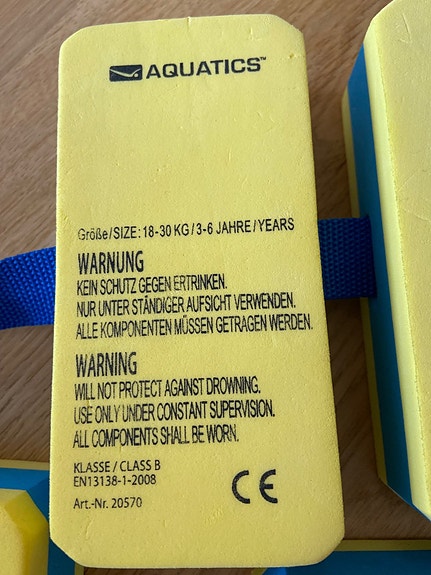 AQUATICS™
Größe/SIZE: 18-30 KG/3-6 JAHRE/YEARS
WARNUNG
KEIN SCHUTZ GEGEN ERTRINKEN.
NUR UNTER STÄNDIGER AUFSICHT VERWENDEN.
ALLE KOMPONENTEN MÜSSEN GETRAGEN WERDEN.
WARNING
WILL NOT PROTECT AGAINST DROWNING.
USE ONLY UNDER CONSTANT SUPERVISION.
ALL COMPONENTS SHALL BE WORN.
KLASSE / CLASS B
EN13138-1-2008
Art.-Nr. 20570
CE